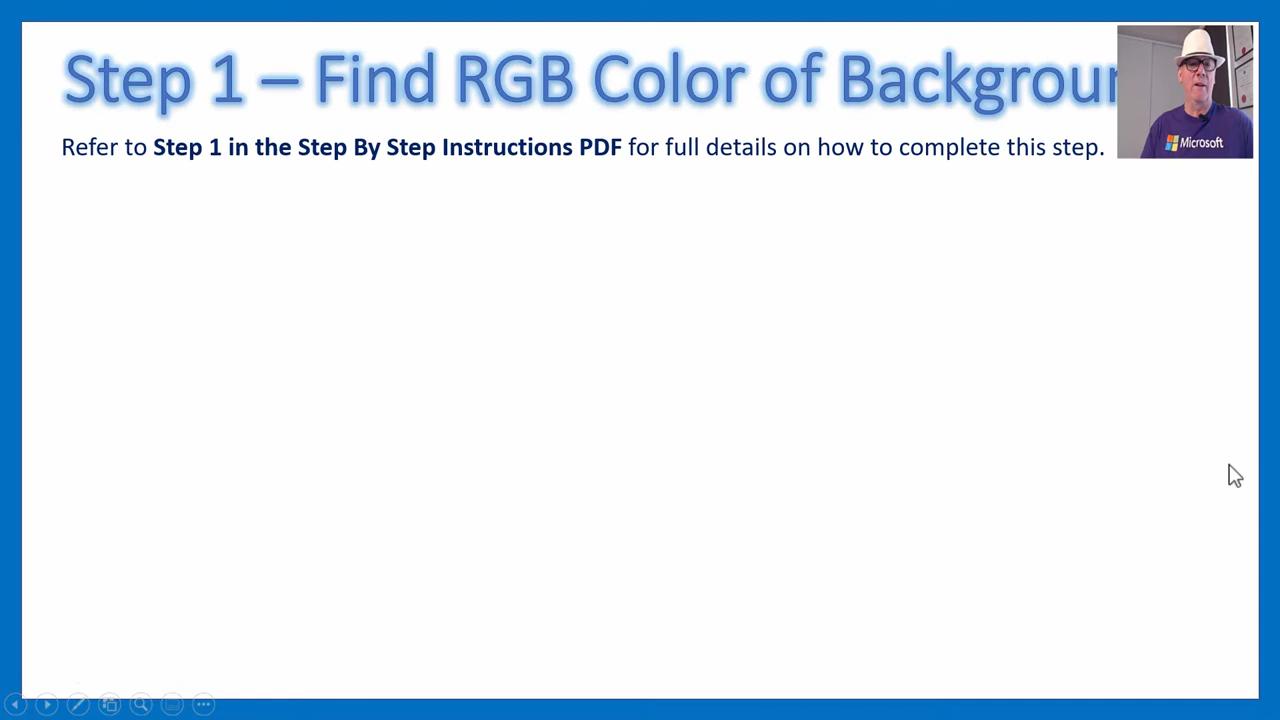 Step 1 – Find RGB Color of Backgroun
Refer to Step 1 in the Step By Step Instructions PDF for full details on how to complete this step.
Microsoft